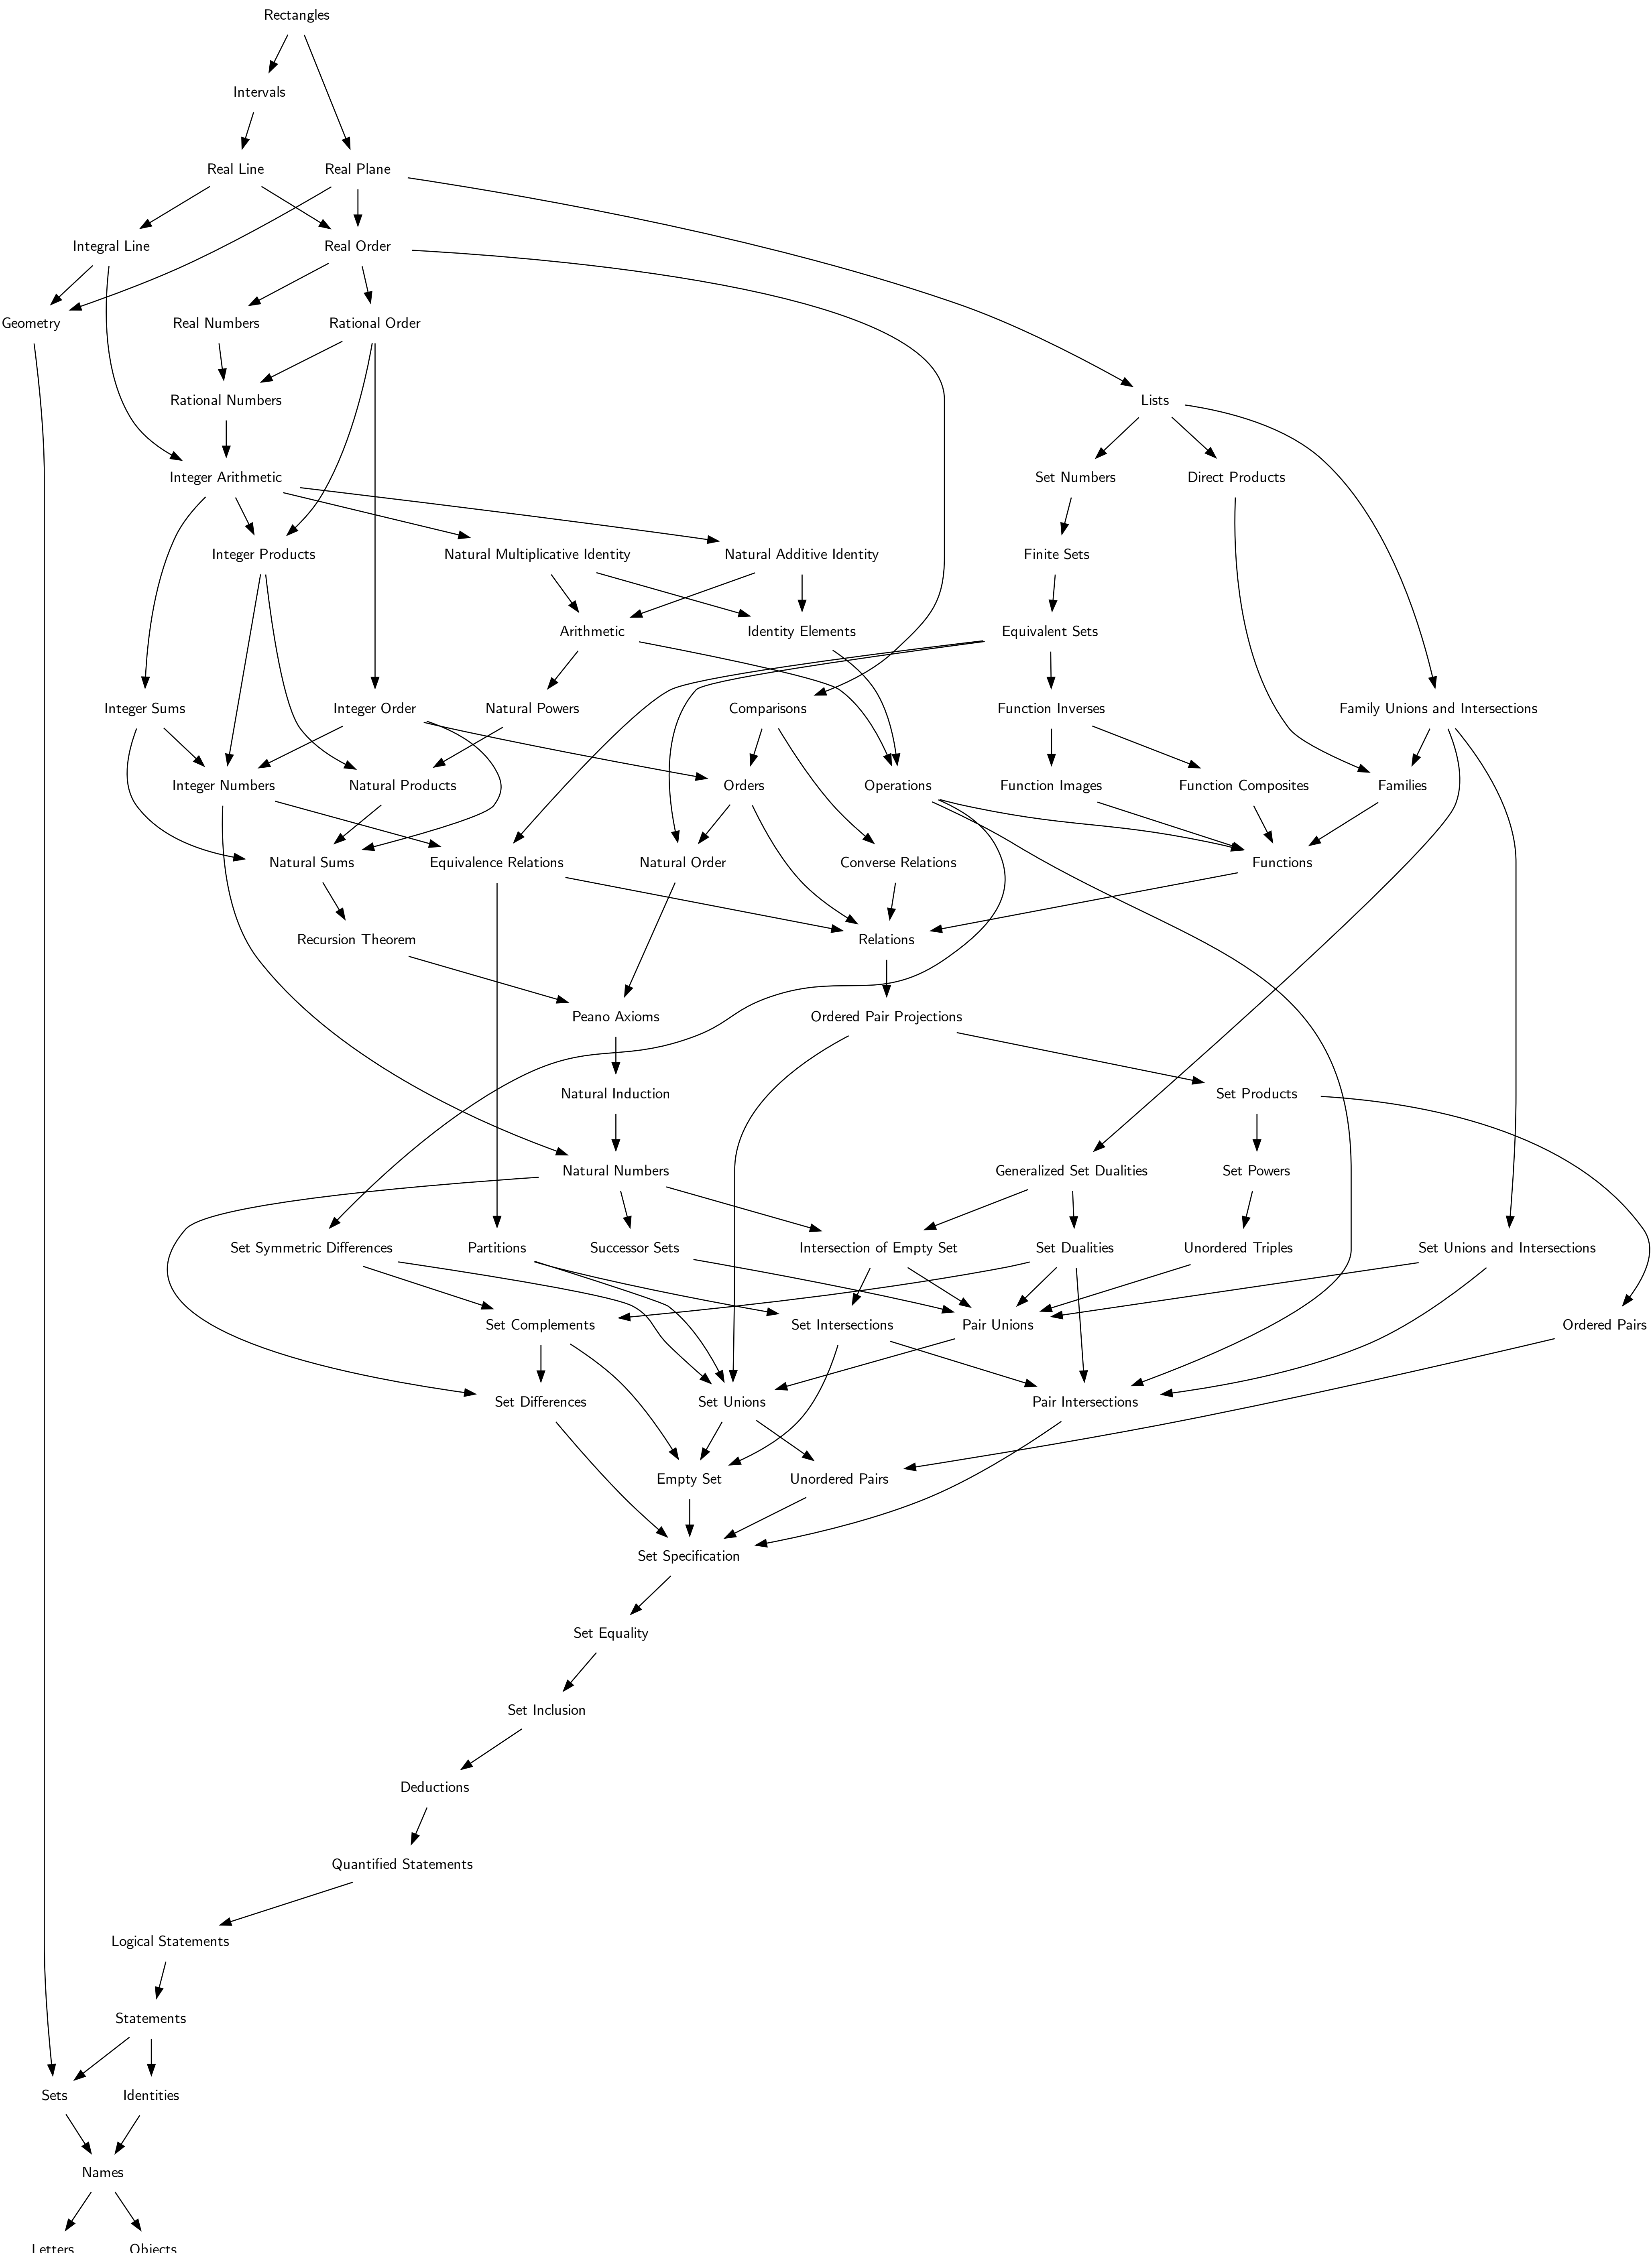 Rectangles
Intervals
Real Line
Real Plane
Integral Line
Real Order
Geometry
Real Numbers
Rational Order
Rational Numbers
Lists
Integer Arithmetic
Set Numbers
Direct Products
Integer Products
Natural Multiplicative Identity
Natural Additive Identity
Finite Sets
Arithmetic
Identity Elements
Equivalent Sets
Integer Sums
Integer Order
Natural Powers
Comparisons
Function Inverses
Family Unions and Intersections
Integer Numbers
Natural Products
Orders
Operations
Function Images
Function Composites
Families
Natural Sums
Equivalence Relations
Natural Order
Converse Relations
Functions
Recursion Theorem
Relations
Peano Axioms
Ordered Pair Projections
Natural Induction
Set Products
Natural Numbers
Generalized Set Dualities
Set Powers
Set Symmetric Differences
Partitions
Successor Sets
Intersection of Empty Set
Set Dualities
Unordered Triples
Set Unions and Intersections
Set Complements
Set Intersections
Pair Unions
Ordered Pairs
Set Differences
Set Unions
Pair Intersections
Empty Set
Unordered Pairs
Set Specification
Set Equality
Set Inclusion
Deductions
Quantified Statements
Logical Statements
Statements
Sets
Identities
Names
Letters
Objects